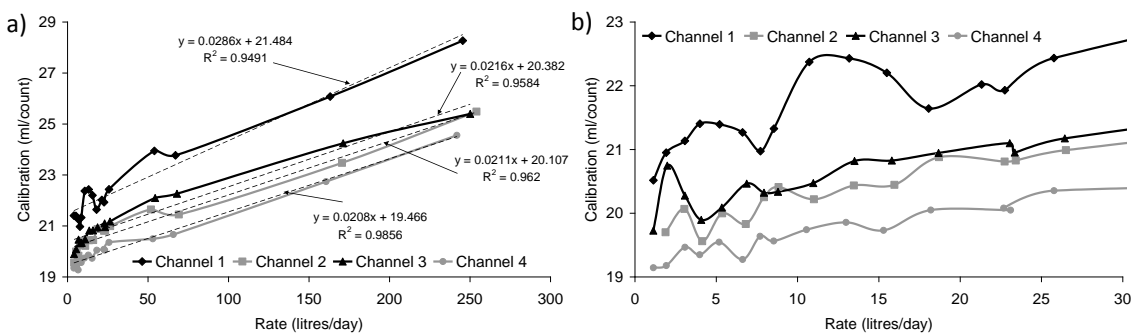 a)
29
27
25
23
21
19
Calibration (ml/count)
y = 0.0286x + 21.484
R² = 0.9491
y = 0.0216x + 20.382
R² = 0.9584
y = 0.0211x + 20.107
R² = 0.962
y = 0.0208x + 19.466
R² = 0.9856
Channel 1 Channel 2 Channel 3 Channel 4
0 50 100 150 200 250 300
Rate (litres/day)
b)
23
22
21
20
19
Calibration (ml/count)
Channel 1 Channel 2 Channel 3 Channel 4
0 5 10 15 20 25 30
Rate (litres/day)